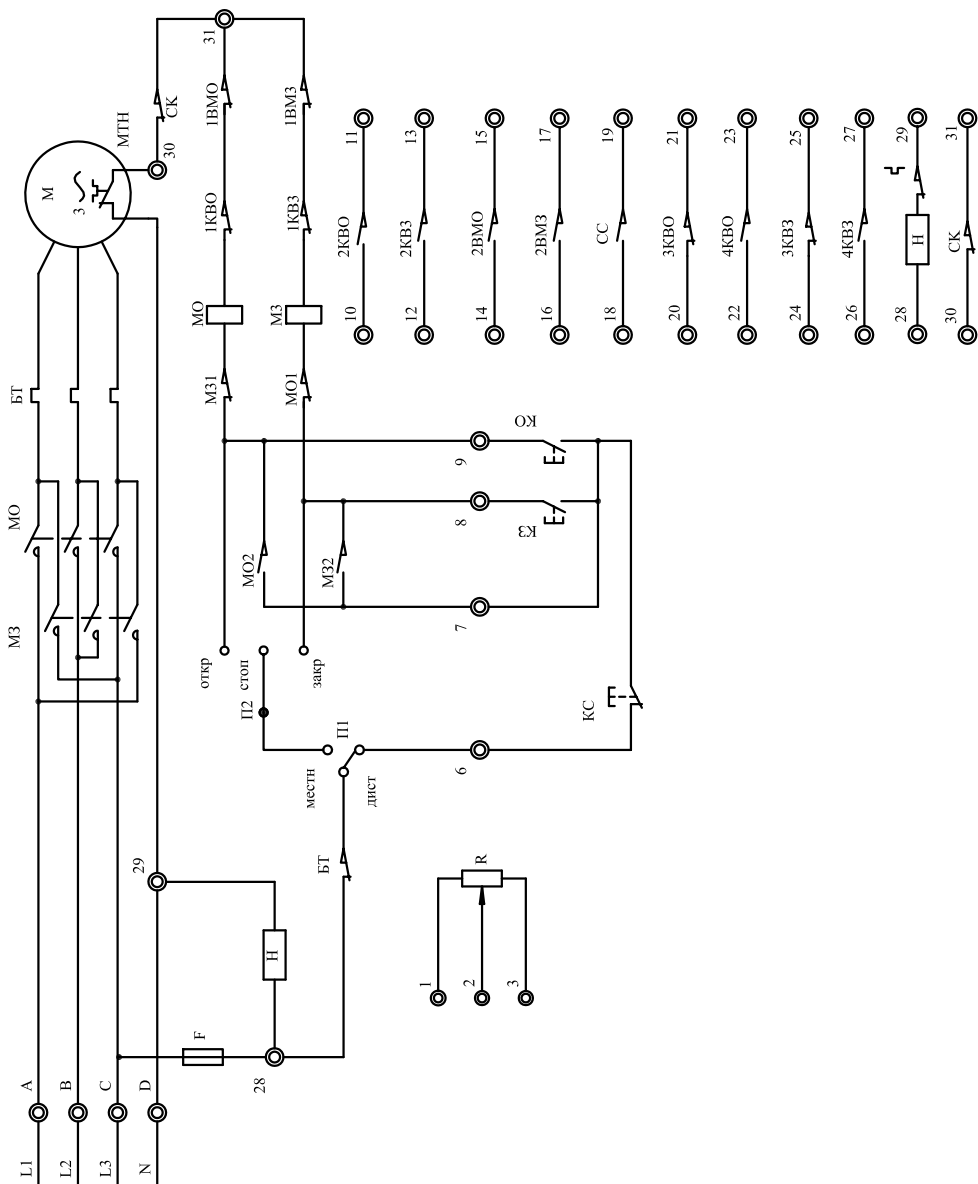 L1
L2
L3
N
A
B
C
D
МЗ
МО
БТ
М
3
МТН
30
СК
31
F
28
Н
29
БТ
местн
дист
П1
П2
откр
стоп
закр
МО2
МЗ2
МЗ1
МО1
МО
МЗ
1КВО
1КВЗ
1ВМО
1ВМЗ
6
7
8
9
КС
КЗ
КО
1
2
3
R
10
2КВО
11
12
2КВЗ
13
14
2ВМО
15
16
2ВМЗ
17
18
СС
19
20
3КВО
21
22
4КВО
23
24
3КВЗ
25
26
4КВЗ
27
28
Н
29
30
СК
31